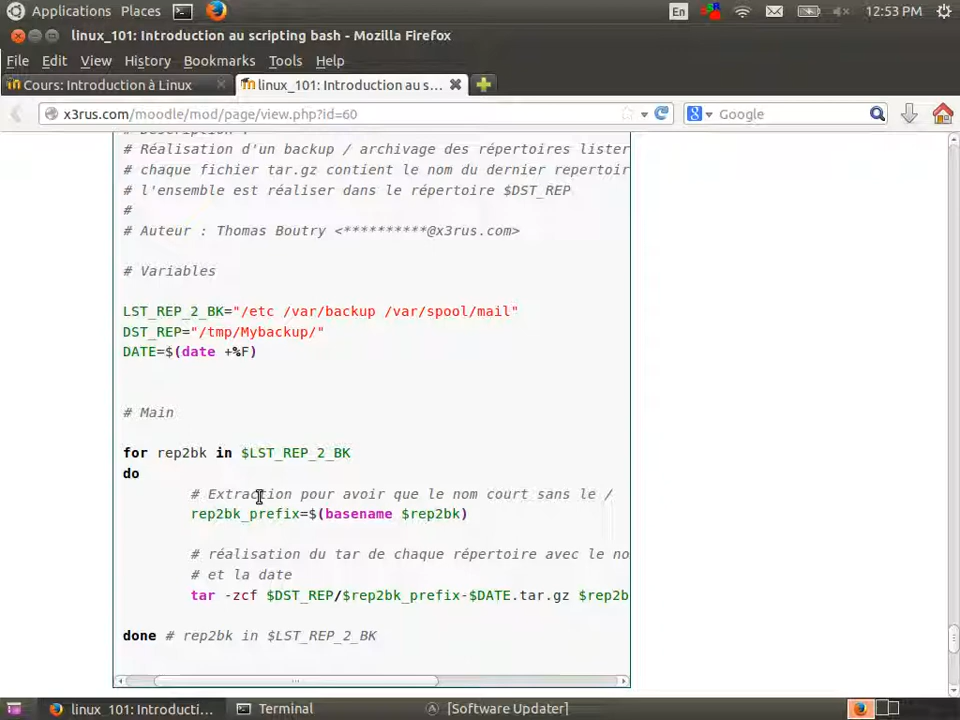 Applications Places En 12:53 PM
linux_101: Introduction au scripting bash - Mozilla Firefox
File Edit View History Bookmarks Tools Help
Cours: Introduction à Linux linux_101: Introduction au s...
x3rus.com/moodle/mod/page/view.php?id=60 Google
# Description :
# Réalisation d'un backup / archivage des répertoires lister
# chaque fichier tar.gz contient le nom du dernier repertoir
# l'ensemble est réaliser dans le répertoire $DST_REP
#
# Auteur : Thomas Boutry <**********@x3rus.com>
# Variables
LST_REP_2_BK="/etc /var/backup /var/spool/mail"
DST_REP="/tmp/Mybackup/"
DATE=$(date +%F)
# Main
for rep2bk in $LST_REP_2_BK
do
# Extraction pour avoir que le nom court sans le /
rep2bk_prefix=$(basename $rep2bk)
# réalisation du tar de chaque répertoire avec le no
# et la date
tar -zcf $DST_REP/$rep2bk_prefix-$DATE.tar.gz $rep2b
done # rep2bk in $LST_REP_2_BK
linux_101: Introducti... Terminal [Software Updater]